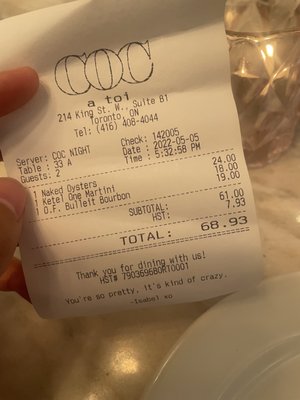 COC
a toi
214 King St. W., Suite B1
Toronto, ON
Tel: (416) 408-4044
Server: COC NIGHT
Table : 33 A
Guests: 2
Check: 142005
Date : 2022-05-05
Time : 5:32:58 PM
1 Naked Oysters 24.00
1 Ketel One Martini 18.00
1 O.F. Bulleit Bourbon 19.00
SUBTOTAL: 61.00
HST: 7.93
TOTAL: 68.93
Thank you for dining with us!
HST# 790369680RT0001
You're so pretty, it's kind of crazy.
-Isabel xo